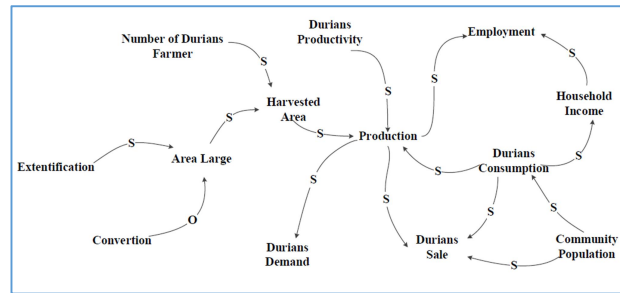 Durians
Productivity
Number of Durians
Farmer
Employment
S
S
S
Harvested
Area
S
S
S
Household
Income
Production
S
S
Extentification
Area Large
Durians
Consumption
S
S
S
S
S
S
O
Convertion
Durians
Demand
Durians
Sale
Community
Population
S